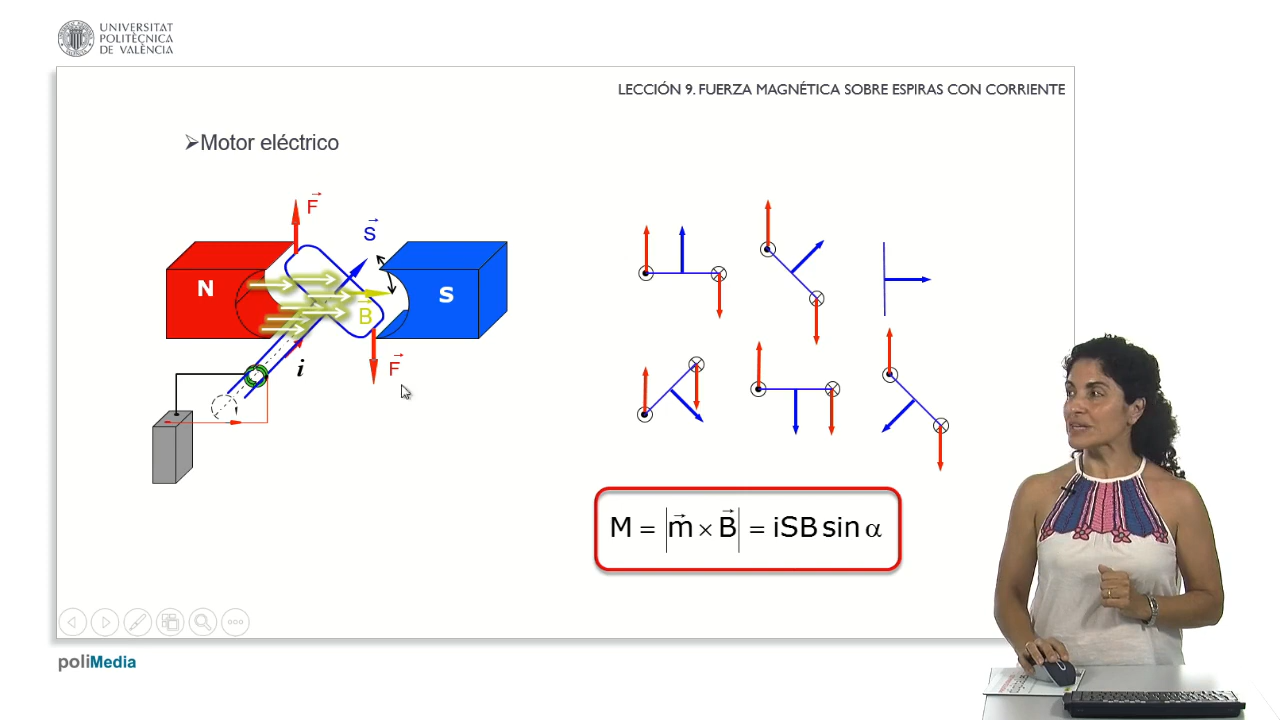 UNIVERSITAT
POLITÈCNICA
DE VALÈNCIA
LECCIÓN 9. FUERZA MAGNÉTICA SOBRE ESPIRAS CON CORRIENTE
➢Motor eléctrico
F
S
N
S
B
i
F
M = |m × B| = iSB sin α
poliMedia